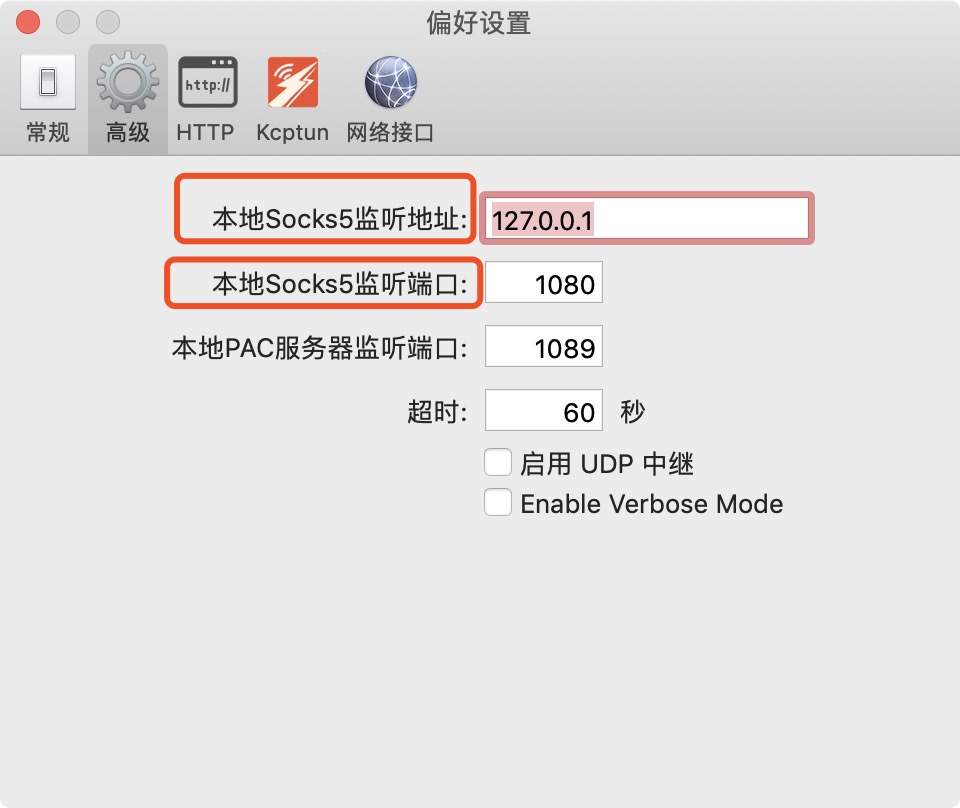 偏好设置
常规
高级
http://
HTTP
Kcptun
网络接口
本地Socks5监听地址: 127.0.0.1
本地Socks5监听端口: 1080
本地PAC服务器监听端口: 1089
超时: 60 秒
启用 UDP 中继
Enable Verbose Mode